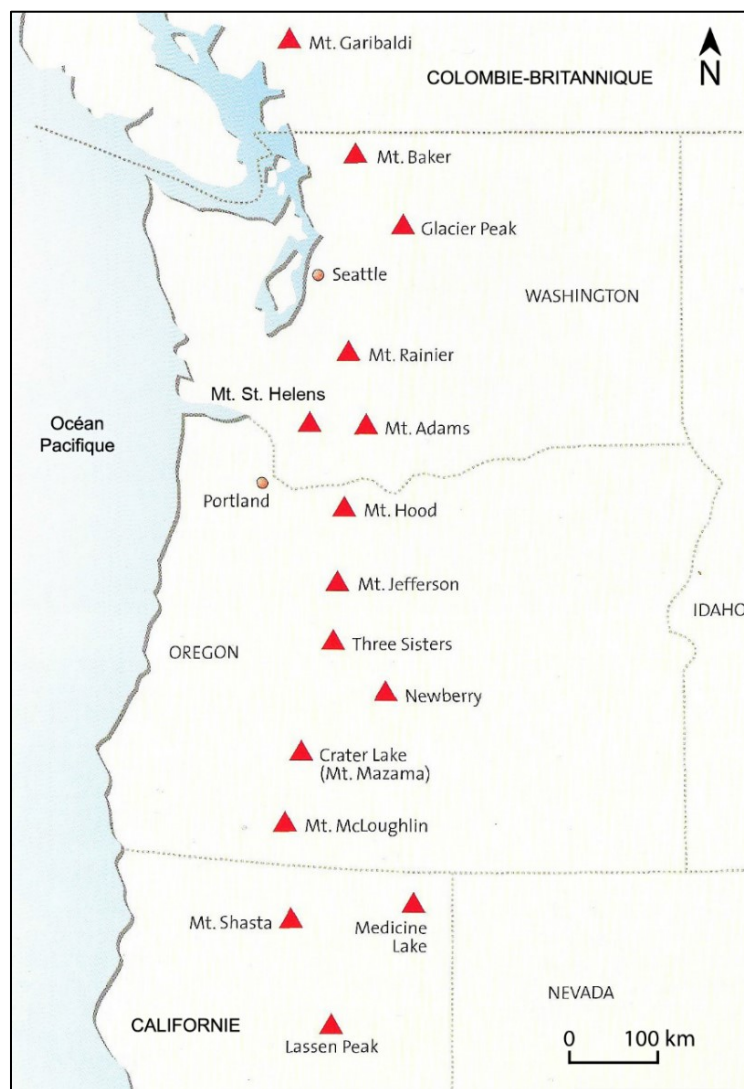 Mt. Garibaldi
N
COLOMBIE-BRITANNIQUE
Mt. Baker
Glacier Peak
Seattle
WASHINGTON
Mt. Rainier
Mt. St. Helens
Océan
Pacifique
Mt. Adams
Portland
Mt. Hood
Mt. Jefferson
IDAHO
OREGON
Three Sisters
Newberry
Crater Lake
(Mt. Mazama)
Mt. McLoughlin
Mt. Shasta
Medicine
Lake
NEVADA
CALIFORNIE
Lassen Peak
0 100 km